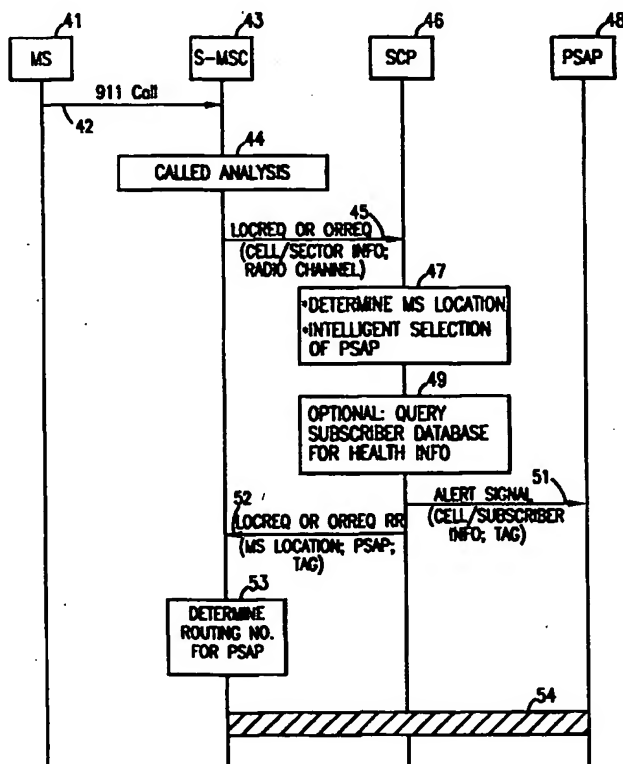 41
43
46
48
MS
S-MSC
SCP
PSAP
911 Call
42
44
CALLED ANALYSIS
45
LOCREQ OR ORREQ
(CELL/SECTOR INFO;
RADIO CHANNEL)
47
*DETERMINE MS LOCATION
*INTELLIGENT SELECTION
OF PSAP
49
OPTIONAL: QUERY
SUBSCRIBER DATABASE
FOR HEALTH INFO
51
ALERT SIGNAL
(CELL/SUBSCRIBER
INFO; TAG)
52
LOCREQ OR ORREQ RR
(MS LOCATION; PSAP;
TAG)
53
DETERMINE
ROUTING NO.
FOR PSAP
54